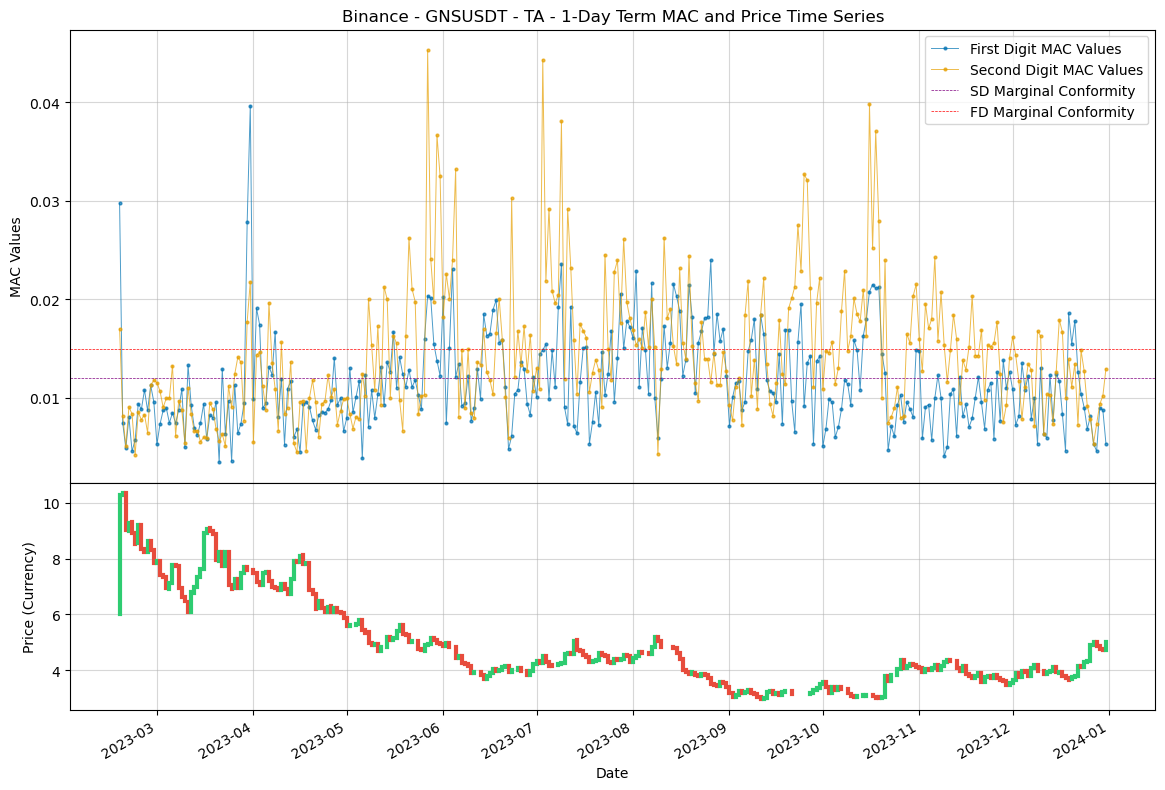 Binance - GNSUSDT - TA - 1-Day Term MAC and Price Time Series
First Digit MAC Values
Second Digit MAC Values
SD Marginal Conformity
FD Marginal Conformity
MAC Values
0.04
0.03
0.02
0.01
Price (Currency)
10
8
6
4
2023-03
2023-04
2023-05
2023-06
2023-07
2023-08
2023-09
2023-10
2023-11
2023-12
2024-01
Date